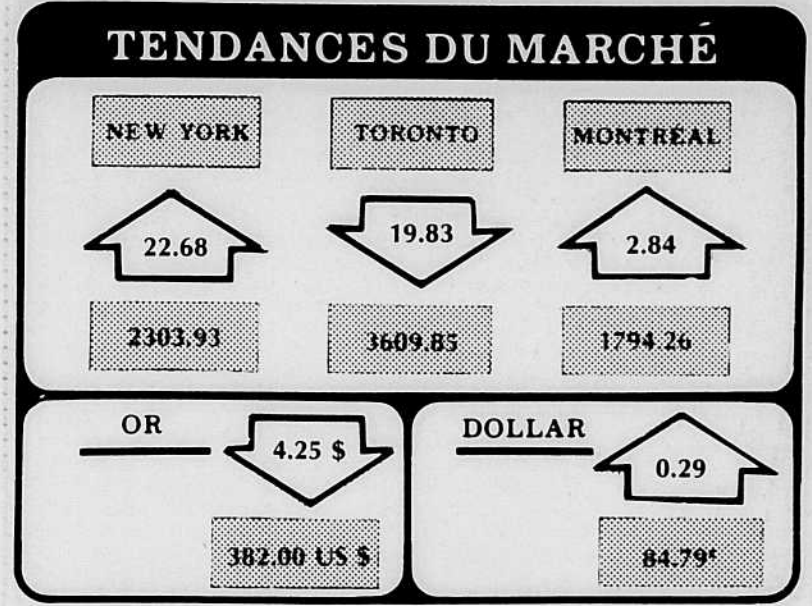 TENDANCES DU MARCHÉ
NEW YORK TORONTO MONTRÉAL
22.68 19.83 2.84
2303.93 3609.85 1794.26
OR 4.25 $ DOLLAR 0.29
382.00 US $ 84.79¢